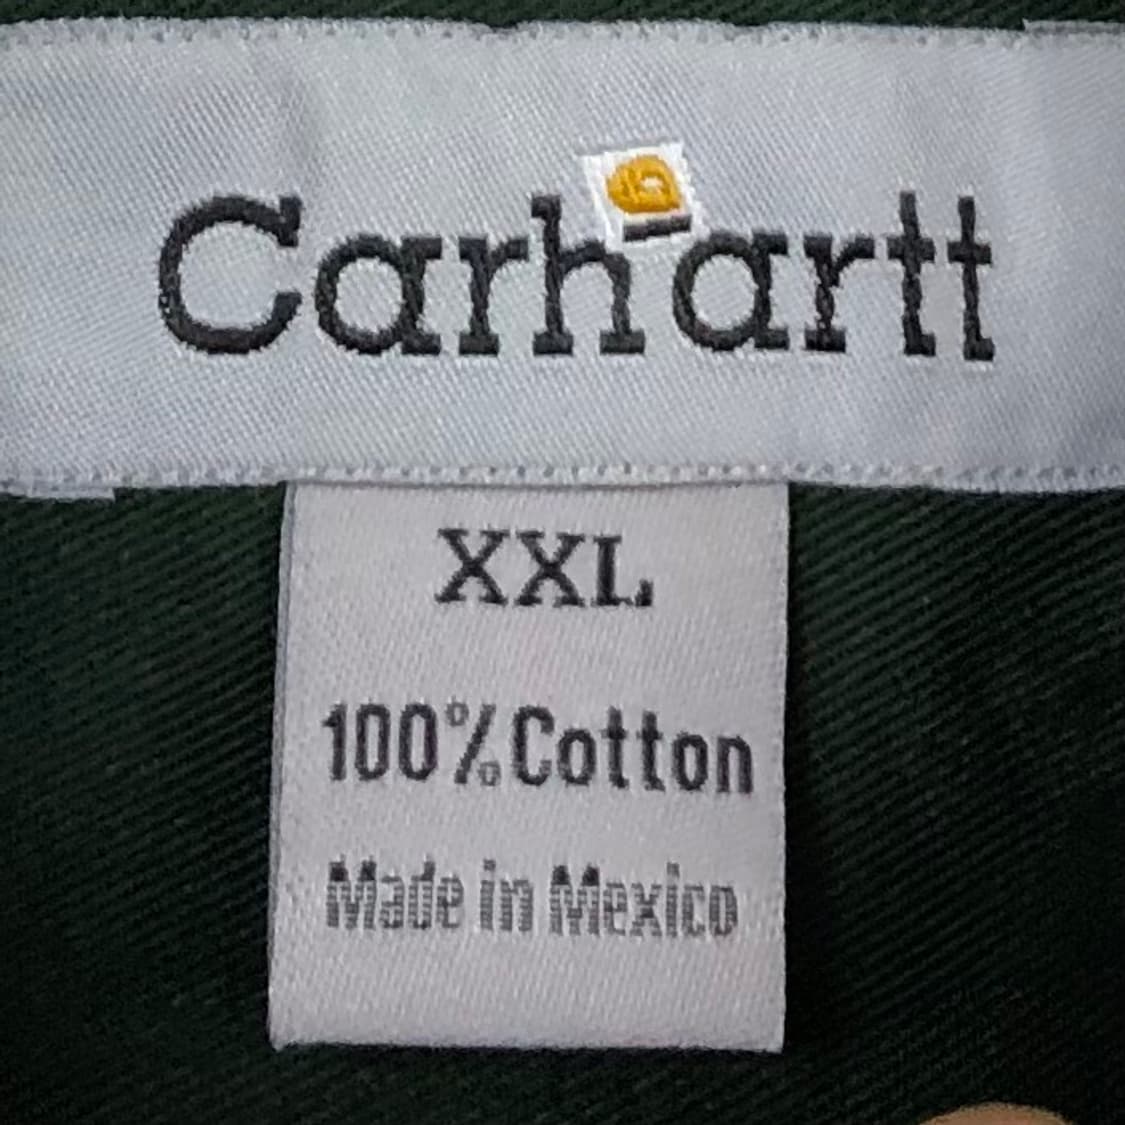 Carhartt
XXL
100% Cotton
Made in Mexico